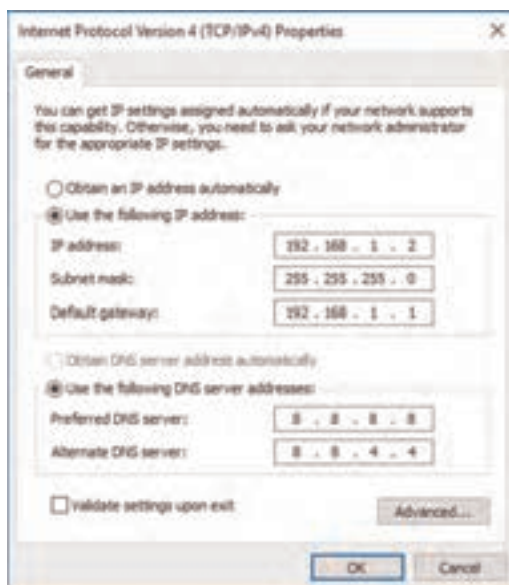 Internet Protocol Version 4 (TCP/IPv4) Properties
General
You can get IP settings assigned automatically if your network supports
this capability. Otherwise, you need to ask your network administrator
for the appropriate IP settings.
Obtain an IP address automatically
Use the following IP address:
IP address: 192 . 168 . 1 . 2
Subnet mask: 255 . 255 . 255 . 0
Default gateway: 192 . 168 . 1 . 1
Obtain DNS server address automatically
Use the following DNS server addresses:
Preferred DNS server: 8 . 8 . 8 . 8
Alternate DNS server: 8 . 8 . 4 . 4
Validate settings upon exit
Advanced...
OK Cancel